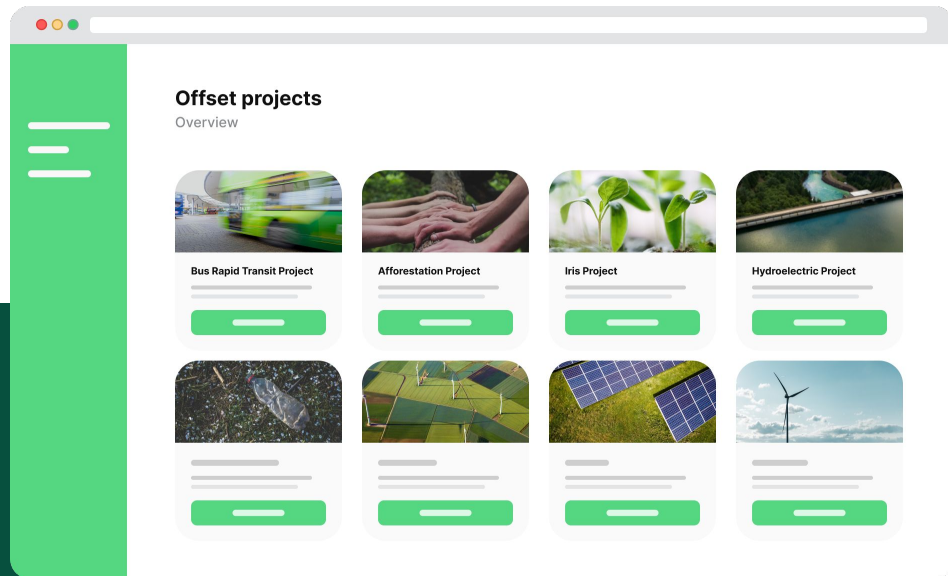 Offset projects
Overview
Bus Rapid Transit Project
Afforestation Project
Iris Project
Hydroelectric Project